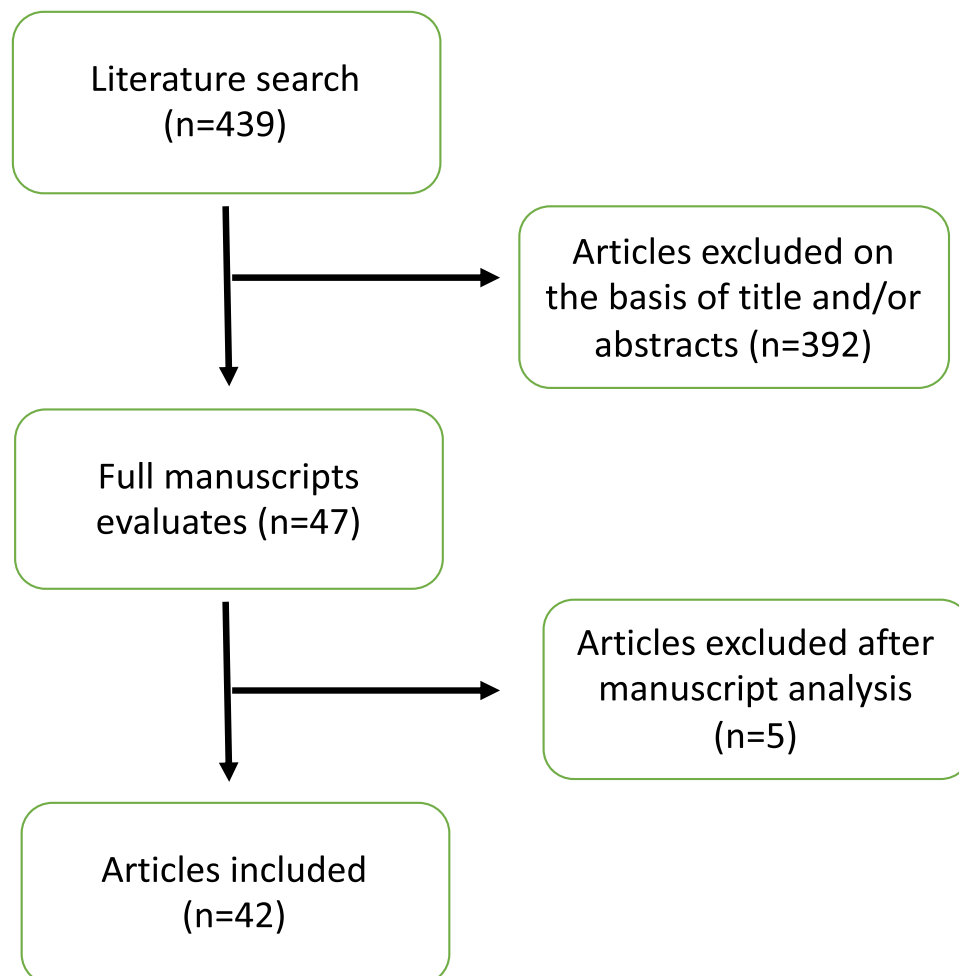 Literature search
(n=439)
Articles excluded on
the basis of title and/or
abstracts (n=392)
Full manuscripts
evaluates (n=47)
Articles excluded after
manuscript analysis
(n=5)
Articles included
(n=42)